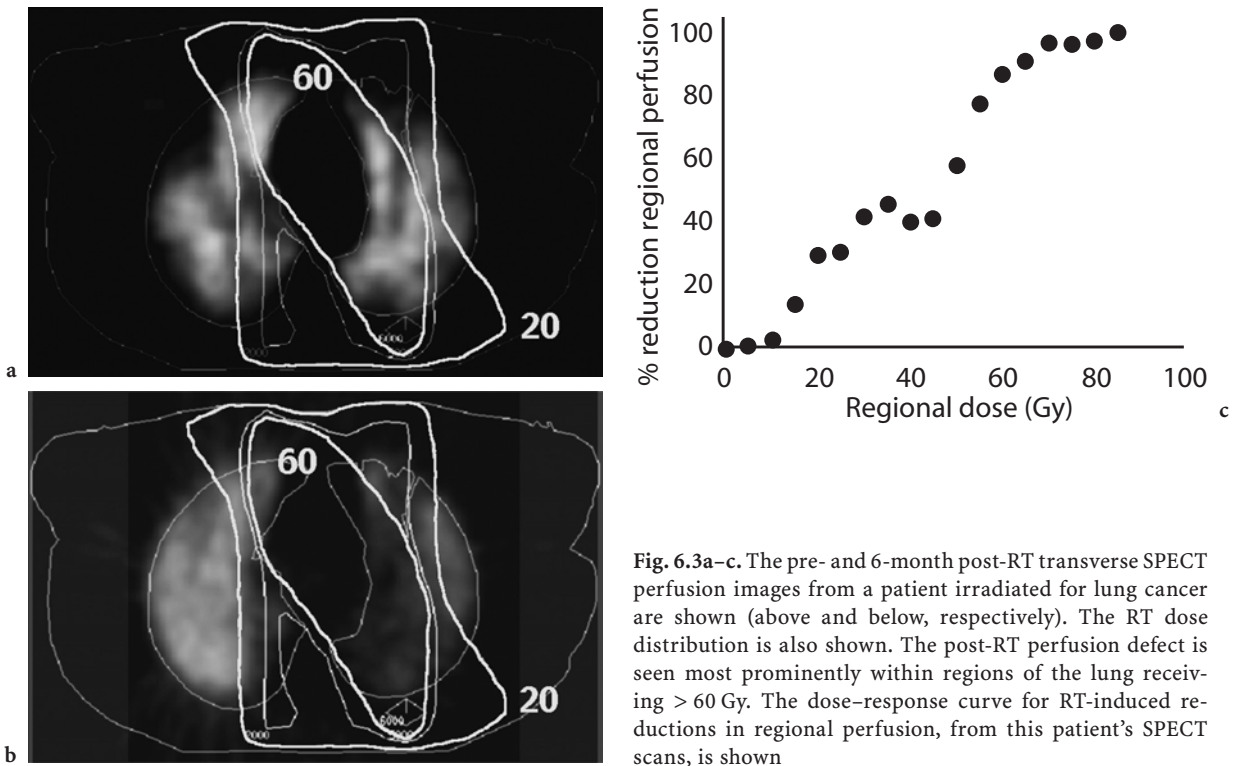 60
20
a
60
20
b
% reduction regional perfusion
100
80
60
40
20
0
0 20 40 60 80 100
Regional dose (Gy)
c
Fig. 6.3a–c. The pre- and 6-month post-RT transverse SPECT
perfusion images from a patient irradiated for lung cancer
are shown (above and below, respectively). The RT dose
distribution is also shown. The post-RT perfusion defect is
seen most prominently within regions of the lung receiv-
ing > 60 Gy. The dose–response curve for RT-induced re-
ductions in regional perfusion, from this patient’s SPECT
scans, is shown